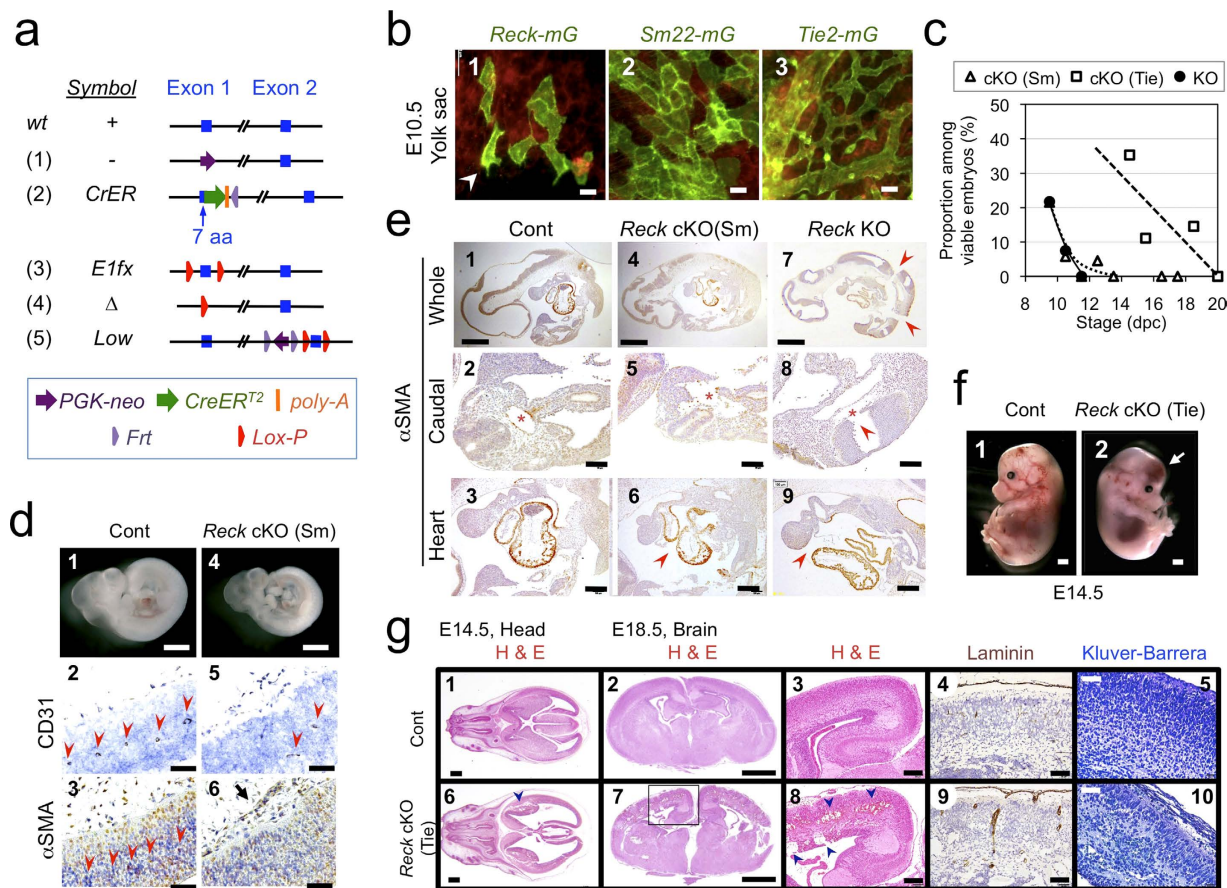 a
Symbol Exon 1 Exon 2
wt +
(1) -
(2) CrER
7 aa
(3) E1fx
(4) Δ
(5) Low
PGK-neo CreERT2 poly-A
Frt Lox-P
b
Reck-mG Sm22-mG Tie2-mG
E10.5
Yolk sac
1 2 3
c
cKO (Sm) cKO (Tie) KO
Proportion among
viable embryos (%)
50
40
30
20
10
0
8 10 12 14 16 18 20
Stage (dpc)
d
Cont Reck cKO (Sm)
1 4
CD31
2 5
αSMA
3 6
e
Cont Reck cKO(Sm) Reck KO
αSMA
Whole
1 4 7
Caudal
2 5 8
* * *
Heart
3 6 9
f
Cont Reck cKO (Tie)
1 2
E14.5
g
E14.5, Head E18.5, Brain
H & E H & E H & E Laminin Kluver-Barrera
Cont
1 2 3 4 5
Reck cKO
(Tie)
6 7 8 9 10